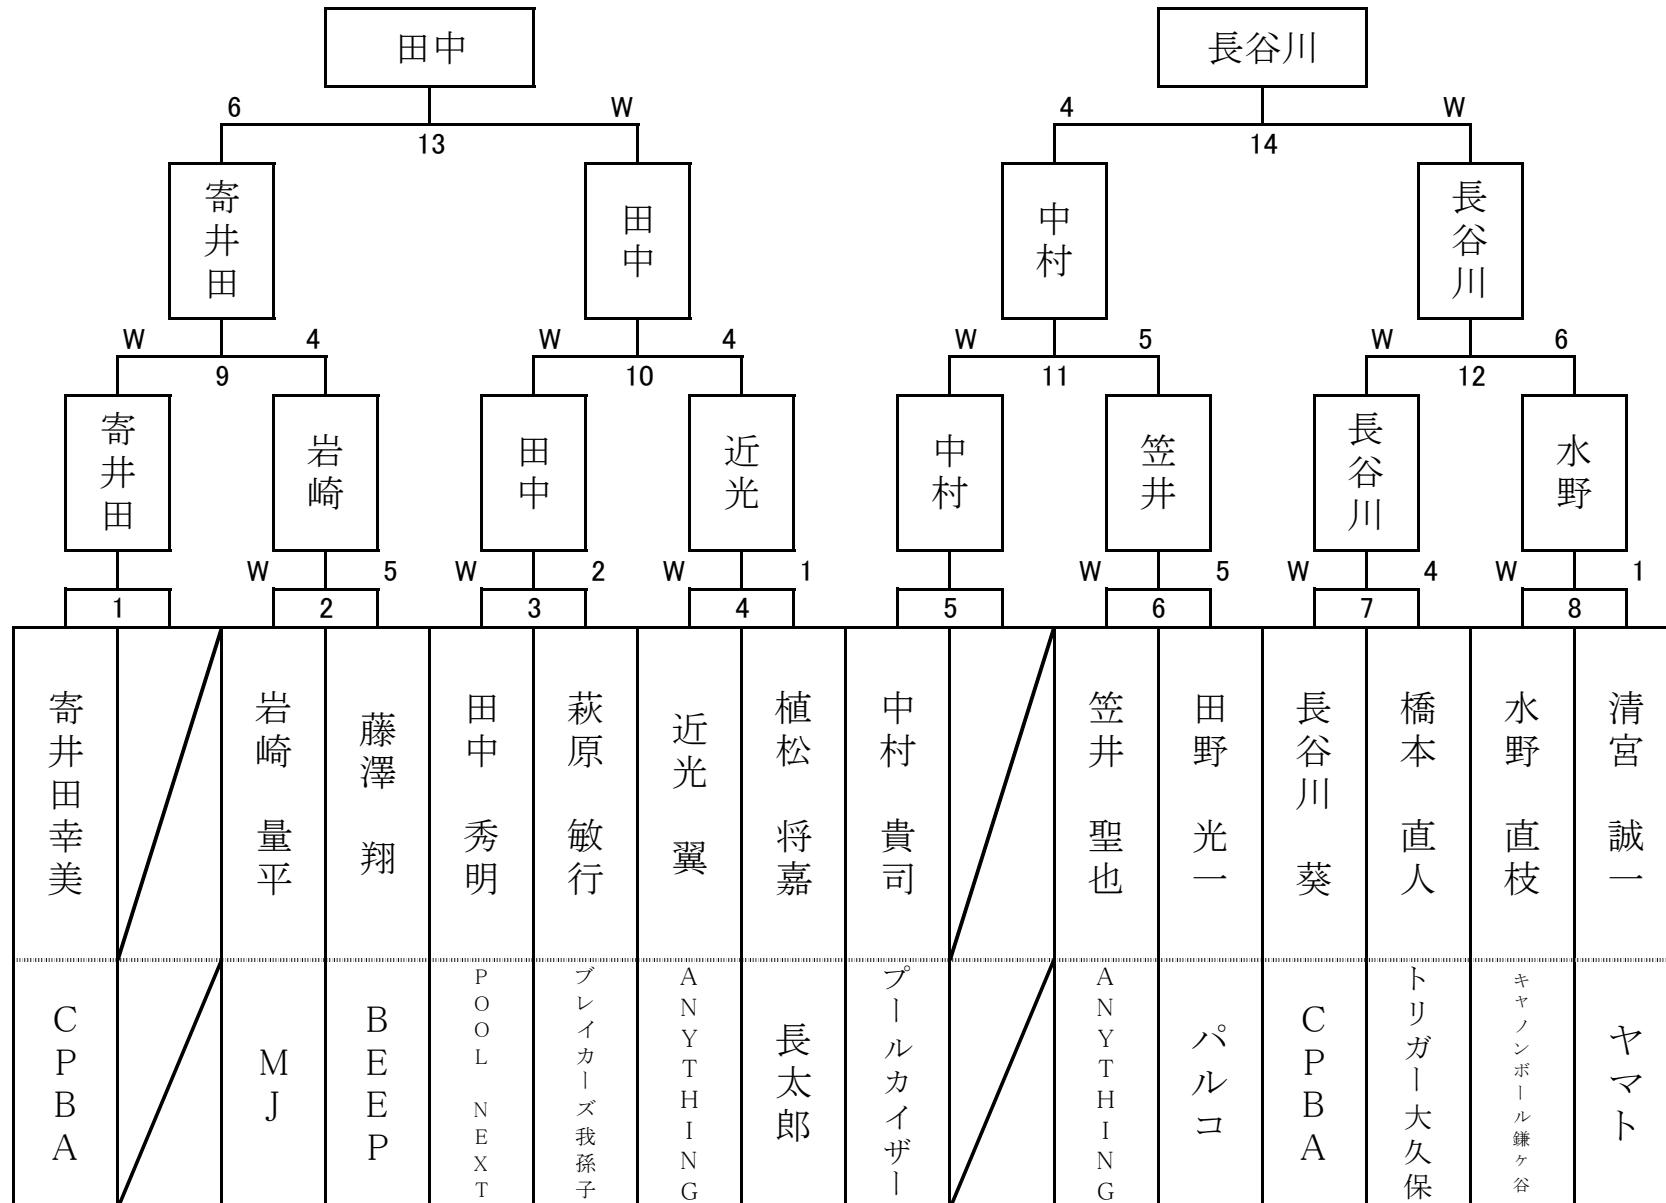 田中
長谷川
6
W
4
W
13
14
寄井田
田中
中村
長谷川
W
4
W
4
W
5
W
6
9
10
11
12
寄井田
岩崎
田中
近光
中村
笠井
長谷川
水野
W
5
W
2
W
1
W
5
W
4
W
1
1
2
3
4
5
6
7
8
寄井田幸美
岩崎 量平
藤澤 翔
田中 秀明
萩原 敏行
近光 翼
植松 将嘉
中村 貴司
笠井 聖也
田野 光一
長谷川 葵
橋本 直人
水野 直枝
清宮 誠一
CPBA
MJ
BEEP
POOL NEXT
ブレイカーズ我孫子
ANYTHING
長太郎
プールカイザー
ANYTHING
パルコ
CPBA
トリガー大久保
キャノンボール鎌ヶ谷
ヤマト